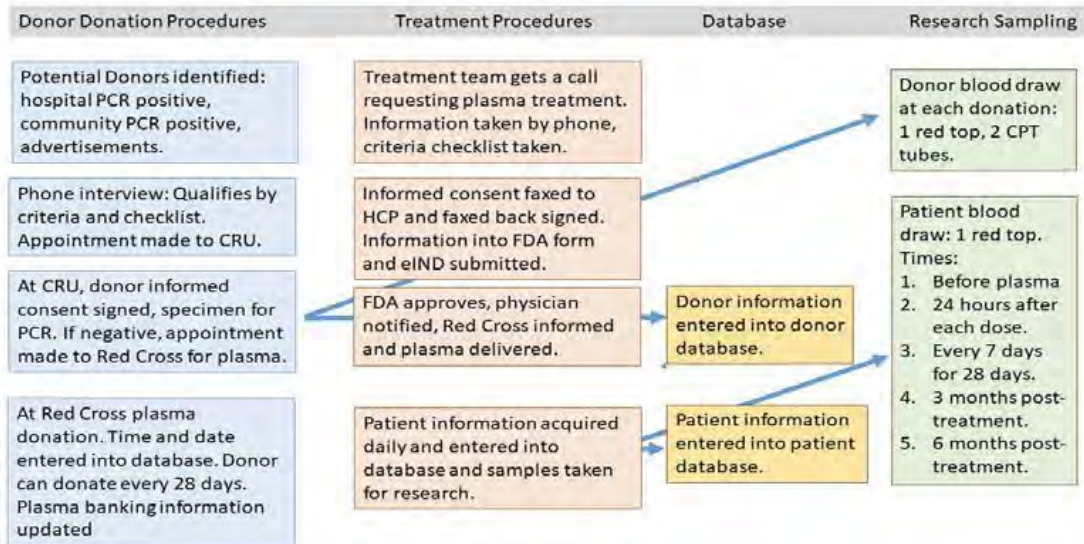 Donor Donation Procedures
Treatment Procedures
Database
Research Sampling
Potential Donors identified:
hospital PCR positive,
community PCR positive,
advertisements.
Phone interview: Qualifies by
criteria and checklist.
Appointment made to CRU.
At CRU, donor informed
consent signed, specimen for
PCR. If negative, appointment
made to Red Cross for plasma.
At Red Cross plasma
donation. Time and date
entered into database. Donor
can donate every 28 days.
Plasma banking information
updated
Treatment team gets a call
requesting plasma treatment.
Information taken by phone,
criteria checklist taken.
Informed consent faxed to
HCP and faxed back signed.
Information into FDA form
and eIND submitted.
FDA approves, physician
notified, Red Cross informed
and plasma delivered.
Patient information acquired
daily and entered into
database and samples taken
for research.
Donor information
entered into donor
database.
Patient information
entered into patient
database.
Donor blood draw
at each donation:
1 red top, 2 CPT
tubes.
Patient blood
draw: 1 red top.
Times:
1. Before plasma
2. 24 hours after
each dose.
3. Every 7 days
for 28 days.
4. 3 months post-
treatment.
5. 6 months post-
treatment.